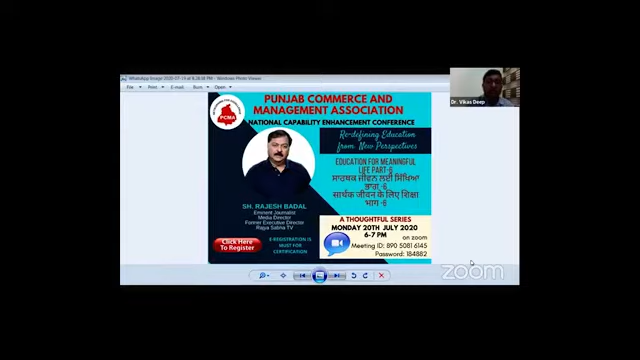 WhatsApp Image 2020-07-15 at 6.26.58 PM - Windows Photo Viewer
File Print E-mail Burn Open
Dr. Vikas Deep
PCMA
PUNJAB COMMERCE AND
MANAGEMENT ASSOCIATION
NATIONAL CAPABILITY ENHANCEMENT CONFERENCE
Re-defining Education
from New Perspectives
EDUCATION FOR MEANINGFUL
LIFE PART-6
ਸਾਰਥਕ ਜੀਵਨ ਲਈ ਸਿੱਖਿਆ
ਭਾਗ -6
सार्थक जीवन के लिए शिक्षा
भाग -6
SH. RAJESH BADAL
Eminent Journalist
Media Director
Former Executive Director
Rajya Sabha TV
Click Here
To Register
E-REGISTRATION IS
MUST FOR
CERTIFICATION
A THOUGHTFUL SERIES
MONDAY 20TH JULY 2020
6-7 PM
on zoom
Meeting ID: 890 5081 6145
Password: 184882
zoom